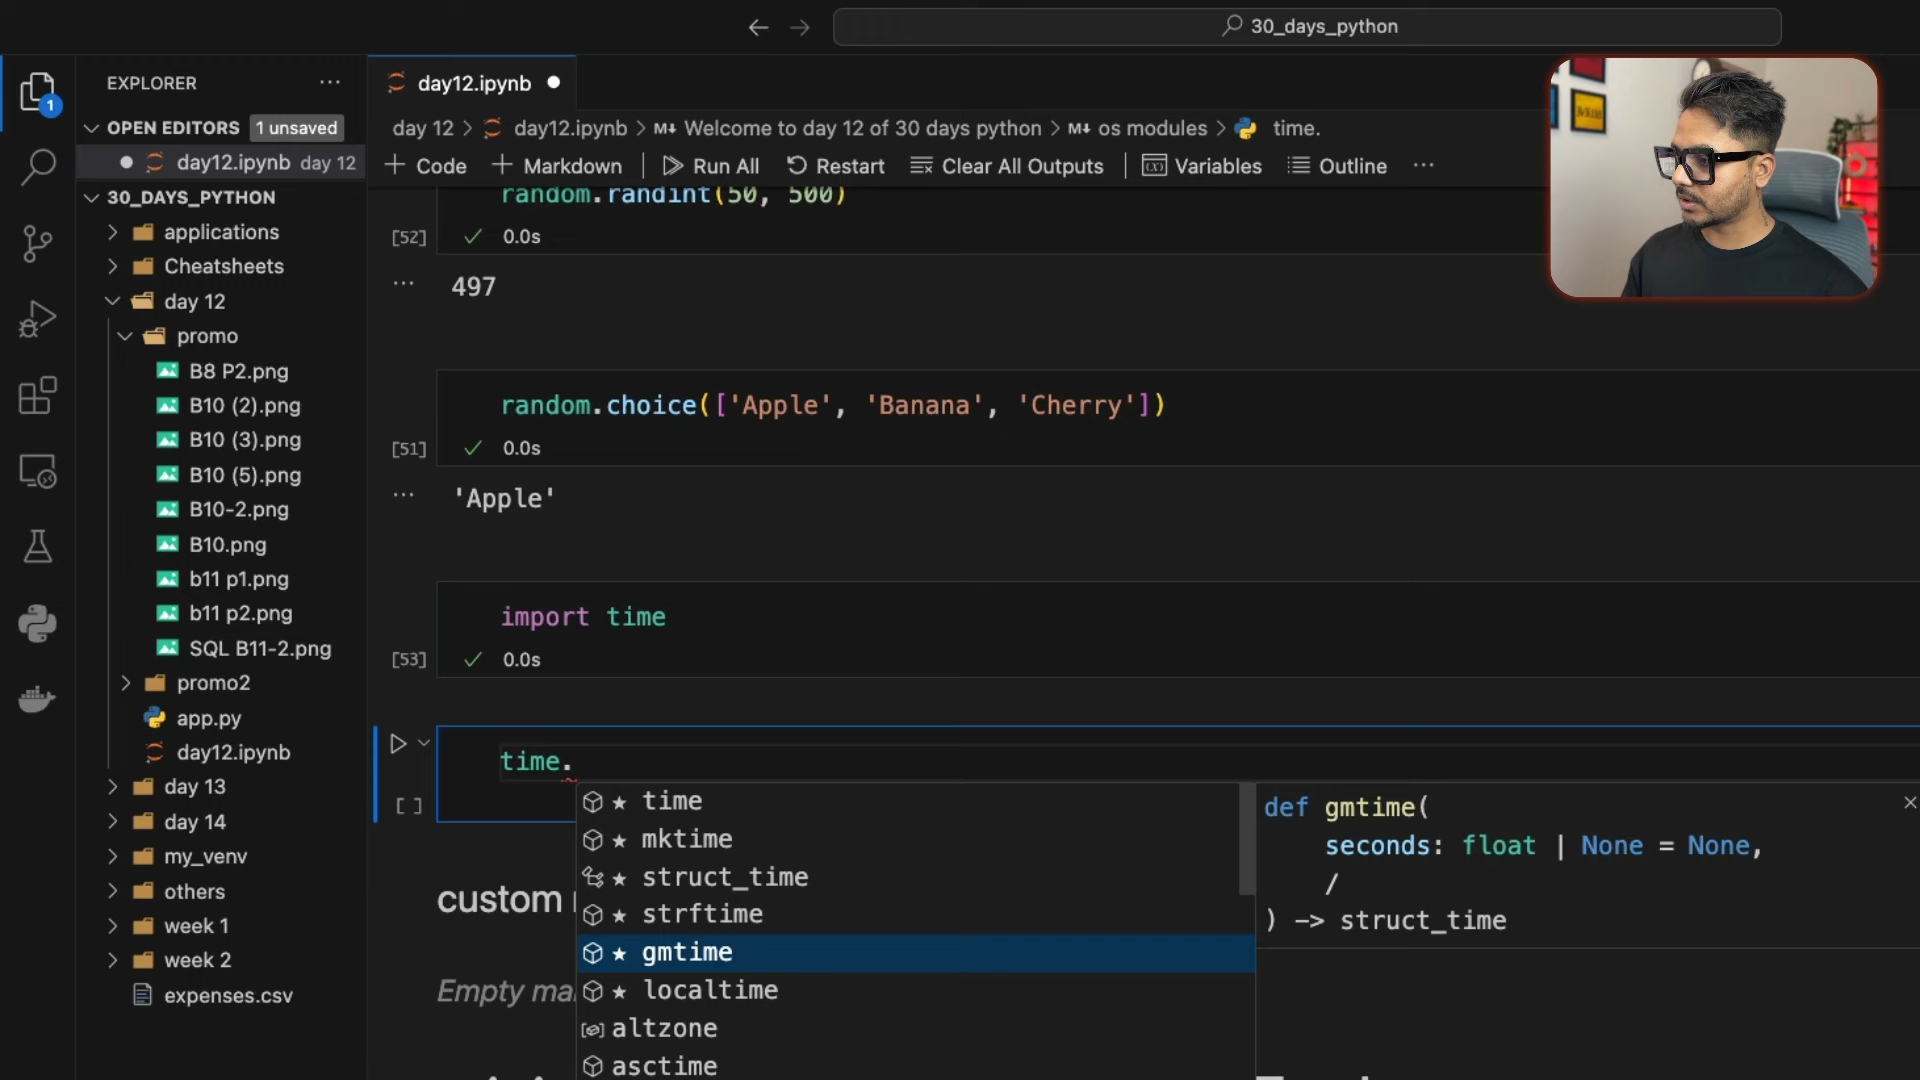 30_days_python
EXPLORER
OPEN EDITORS 1 unsaved
day12.ipynb day 12
30_DAYS_PYTHON
applications
Cheatsheets
day 12
promo
B8 P2.png
B10 (2).png
B10 (3).png
B10 (5).png
B10-2.png
B10.png
b11 p1.png
b11 p2.png
SQL B11-2.png
promo2
app.py
day12.ipynb
day 13
day 14
my_venv
others
week 1
week 2
expenses.csv
1
day12.ipynb
day 12 > day12.ipynb > M↓ Welcome to day 12 of 30 days python > M↓ os modules > time.
+ Code + Markdown Run All Restart Clear All Outputs Variables Outline ...
random.randint(50, 500)
[52] 0.0s
... 497
random.choice(['Apple', 'Banana', 'Cherry'])
[51] 0.0s
... 'Apple'
import time
[53] 0.0s
time.
[ ]
time
mktime
struct_time
strftime
gmtime
localtime
altzone
asctime
def gmtime(
seconds: float | None = None,
/
) -> struct_time
custom
Empty